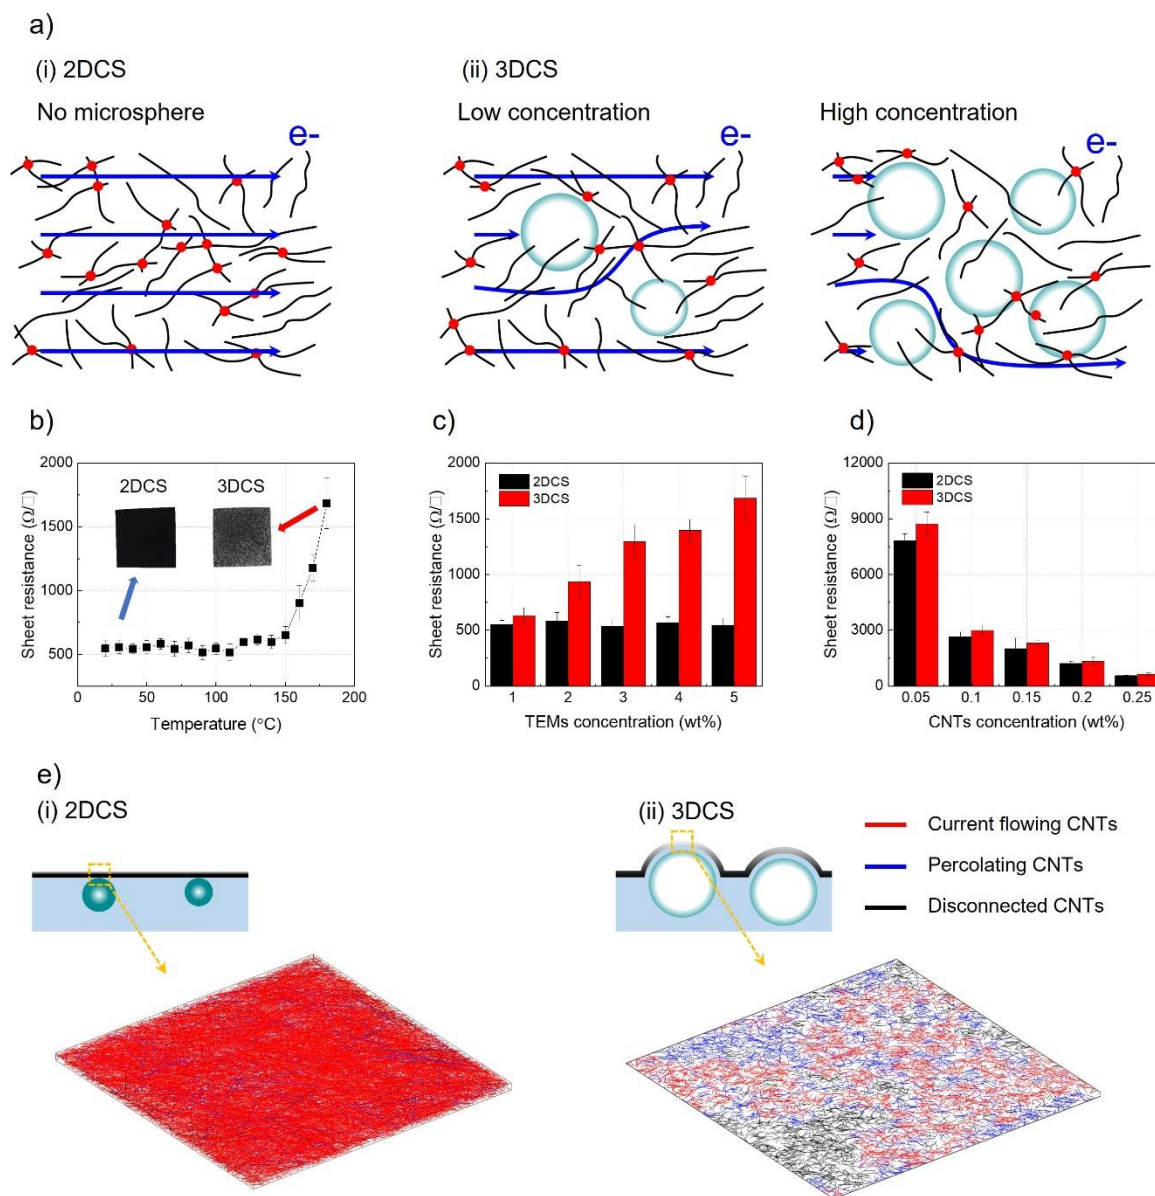 a)
(i) 2DCS
(ii) 3DCS
No microsphere
Low concentration
High concentration
e-
e-
e-
b)
c)
d)
2000
1500
1000
500
Sheet resistance (Ω/□)
2DCS
3DCS
0
50
100
150
200
Temperature (°C)
2000
1500
1000
500
0
Sheet resistance (Ω/□)
2DCS
3DCS
1
2
3
4
5
TEMs concentration (wt%)
12000
9000
6000
3000
0
Sheet resistance (Ω/□)
2DCS
3DCS
0.05
0.1
0.15
0.2
0.25
CNTs concentration (wt%)
e)
(i) 2DCS
(ii) 3DCS
Current flowing CNTs
Percolating CNTs
Disconnected CNTs